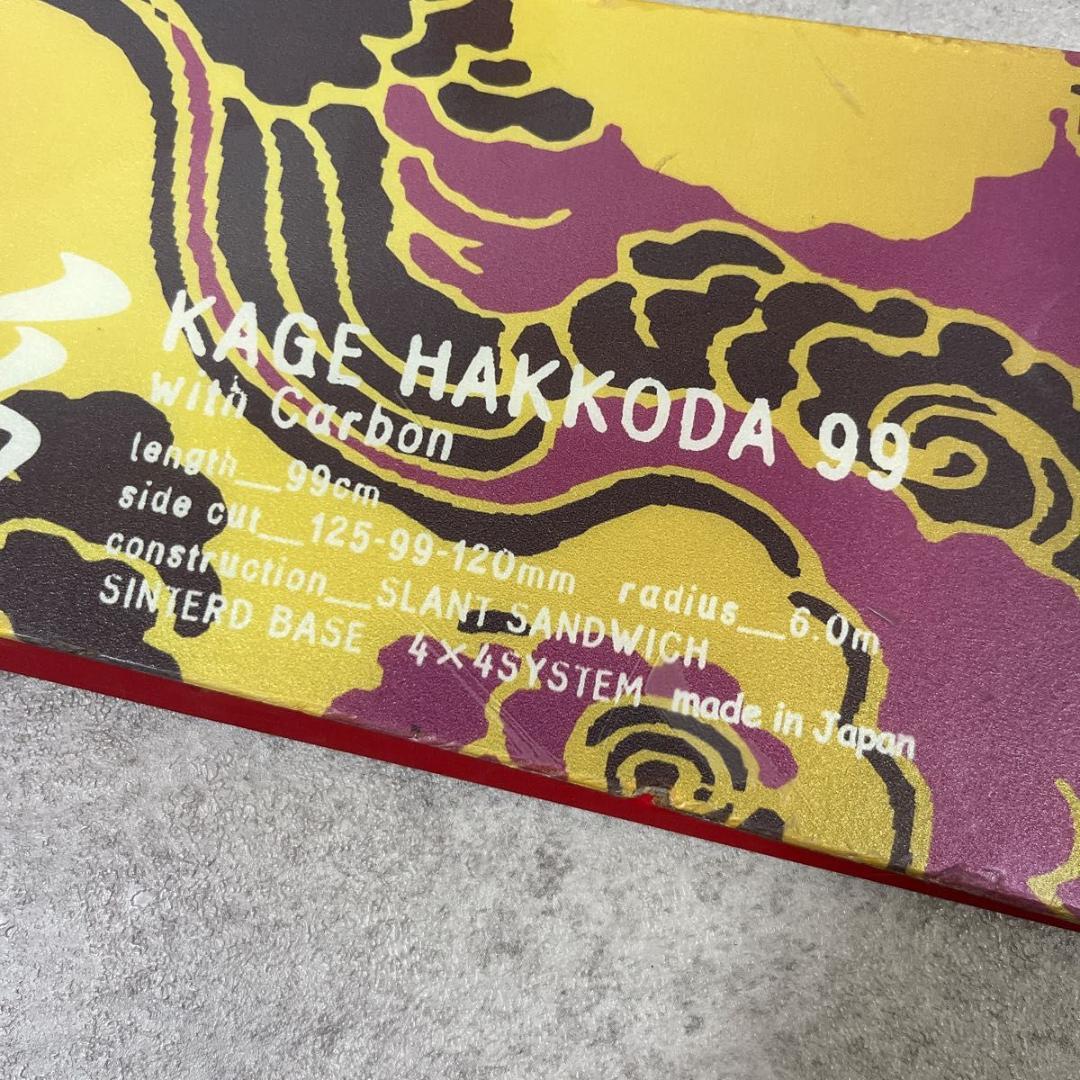 KAGE HAKKODA 99
with Carbon
length__99cm
side cut__125-99-120mm radius__6.0m
construction__SLANT SANDWICH
SINTERD BASE 4×4SYSTEM made in Japan